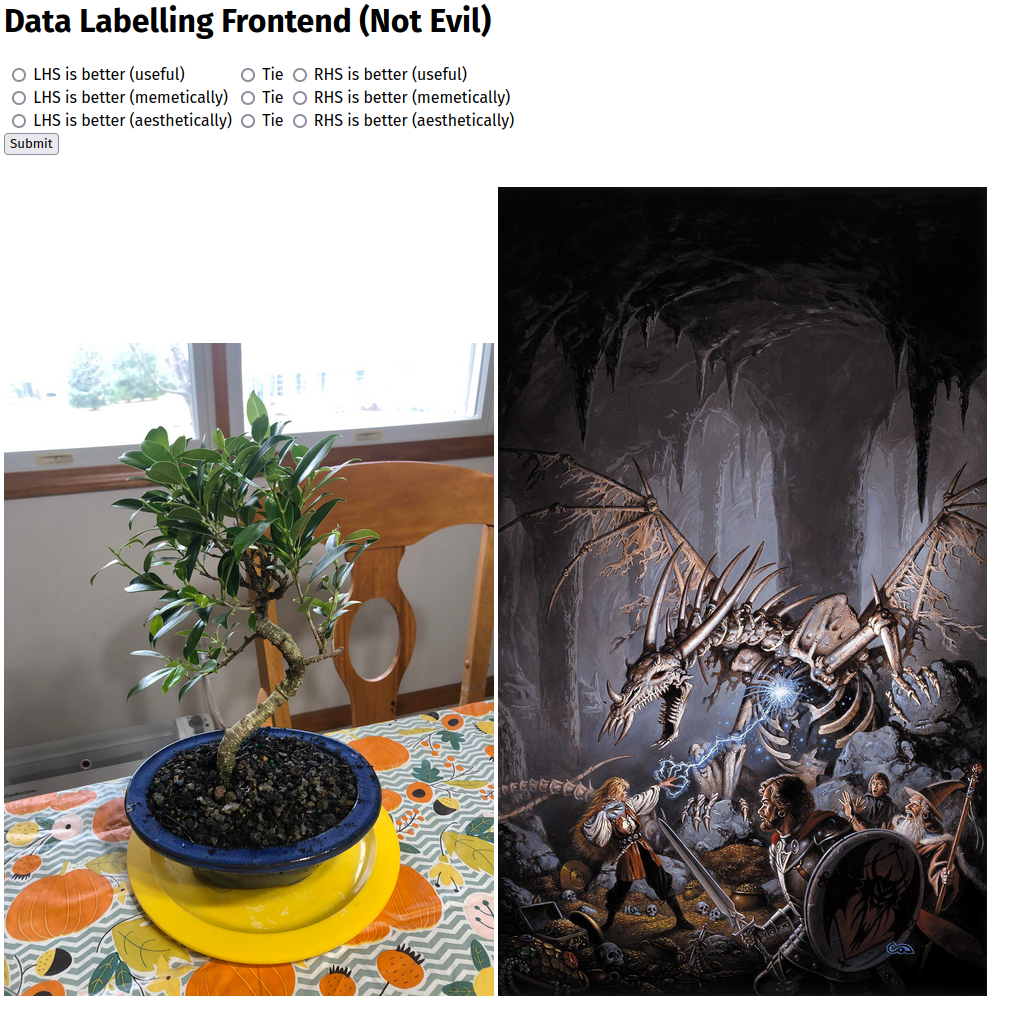 Data Labelling Frontend (Not Evil)
LHS is better (useful) Tie RHS is better (useful)
LHS is better (memetically) Tie RHS is better (memetically)
LHS is better (aesthetically) Tie RHS is better (aesthetically)
Submit